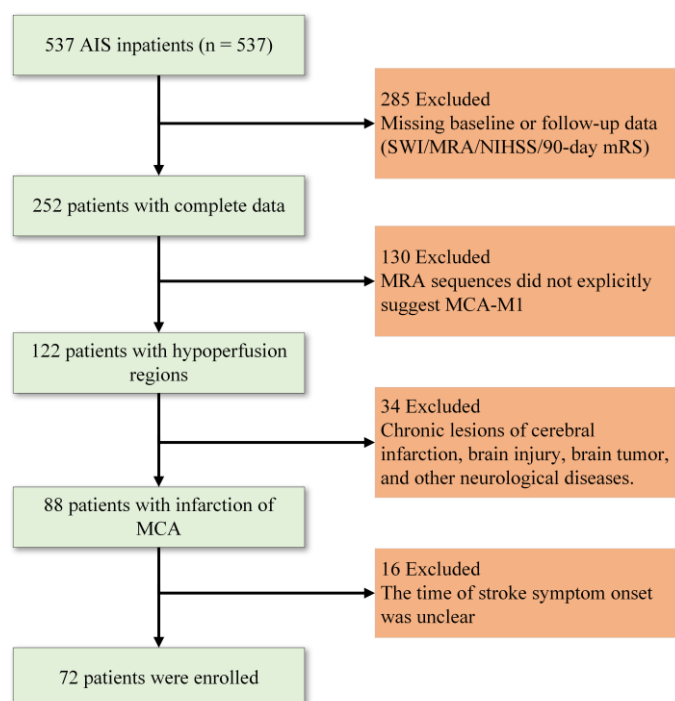 537 AIS inpatients (n = 537)
285 Excluded
Missing baseline or follow-up data
(SWI/MRA/NIHSS/90-day mRS)
252 patients with complete data
130 Excluded
MRA sequences did not explicitly
suggest MCA-M1
122 patients with hypoperfusion
regions
34 Excluded
Chronic lesions of cerebral
infarction, brain injury, brain tumor,
and other neurological diseases.
88 patients with infarction of
MCA
16 Excluded
The time of stroke symptom onset
was unclear
72 patients were enrolled